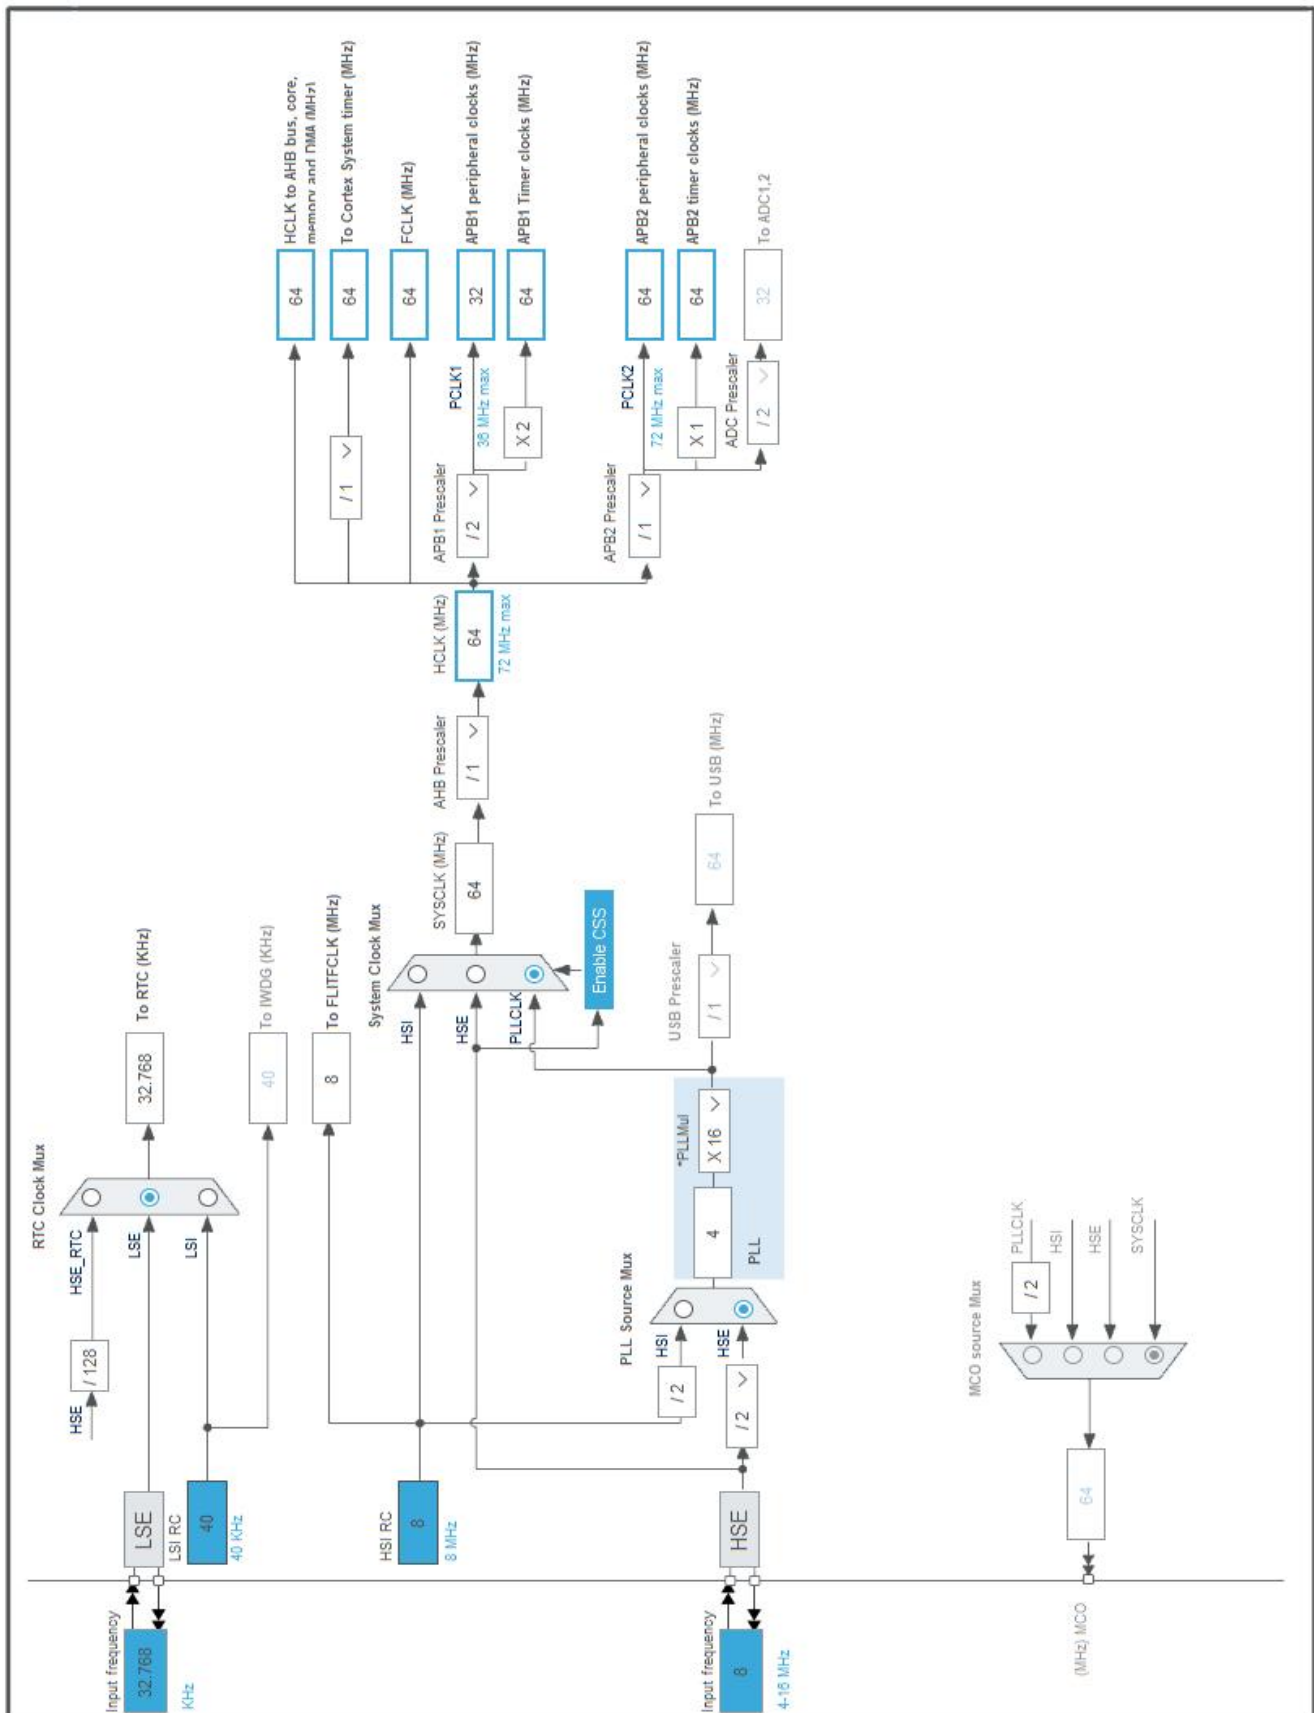 RTC Clock Mux
HSE
/ 128
HSE_RTC
Input frequency
32.768
KHz
LSE
LSE
32.768
To RTC (KHz)
LSI RC
40
40 KHz
LSI
40
To IWDG (KHz)
8
To FLITFCLK (MHz)
HSI RC
8
8 MHz
System Clock Mux
HSI
HSE
PLLCLK
Enable CSS
SYSCLK (MHz)
64
AHB Prescaler
/ 1
HCLK (MHz)
64
72 MHz max
64
HCLK to AHB bus, core,
memory and DMA (MHz)
/ 1
64
To Cortex System timer (MHz)
64
FCLK (MHz)
APB1 Prescaler
/ 2
PCLK1
36 MHz max
32
APB1 peripheral clocks (MHz)
X 2
64
APB1 Timer clocks (MHz)
APB2 Prescaler
/ 1
PCLK2
72 MHz max
64
APB2 peripheral clocks (MHz)
X 1
64
APB2 timer clocks (MHz)
ADC Prescaler
/ 2
32
To ADC1,2
PLL Source Mux
/ 2
HSI
Input frequency
8
4-16 MHz
HSE
/ 2
HSE
4
*PLLMul
X 16
PLL
USB Prescaler
/ 1
64
To USB (MHz)
MCO source Mux
/ 2
PLLCLK
HSI
HSE
SYSCLK
64
(MHz) MCO